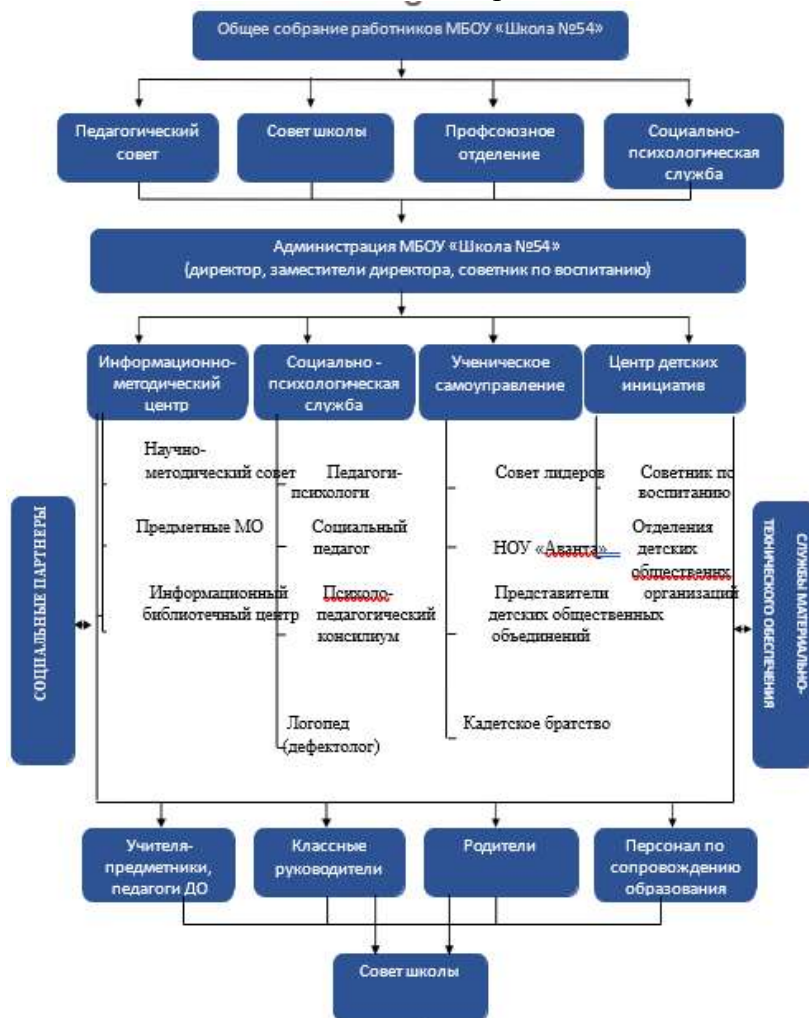 Общее собрание работников МБОУ «Школа №54»
Педагогический
совет
Совет школы
Профсоюзное
отделение
Социально-
психологическая
служба
Администрация МБОУ «Школа №54»
(директор, заместители директора, советник по воспитанию)
Информационно-
методический
центр
Социально -
психологическая
служба
Ученическое
самоуправление
Центр детских
инициатив
Научно-
методический совет
Предметные МО
Информационный
библиотечный центр
Педагоги-
психологи
Социальный
педагог
Психоло-
педагогический
консилиум
Логопед
(дефектолог)
Совет лидеров
НОУ «Аванта»
Представители
детских общественных
объединений
Кадетское братство
Советник по
воспитанию
Отделения
детских
общественнх
организаций
СОЦИАЛЬНЫЕ ПАРТНЕРЫ
СЛУЖБЫ МАТЕРИАЛЬНО-
ТЕХНИЧЕСКОГО ОБЕСПЕЧЕНИЯ
Учителя-
предметники,
педагоги ДО
Классные
руководители
Родители
Персонал по
сопровождению
образования
Совет школы